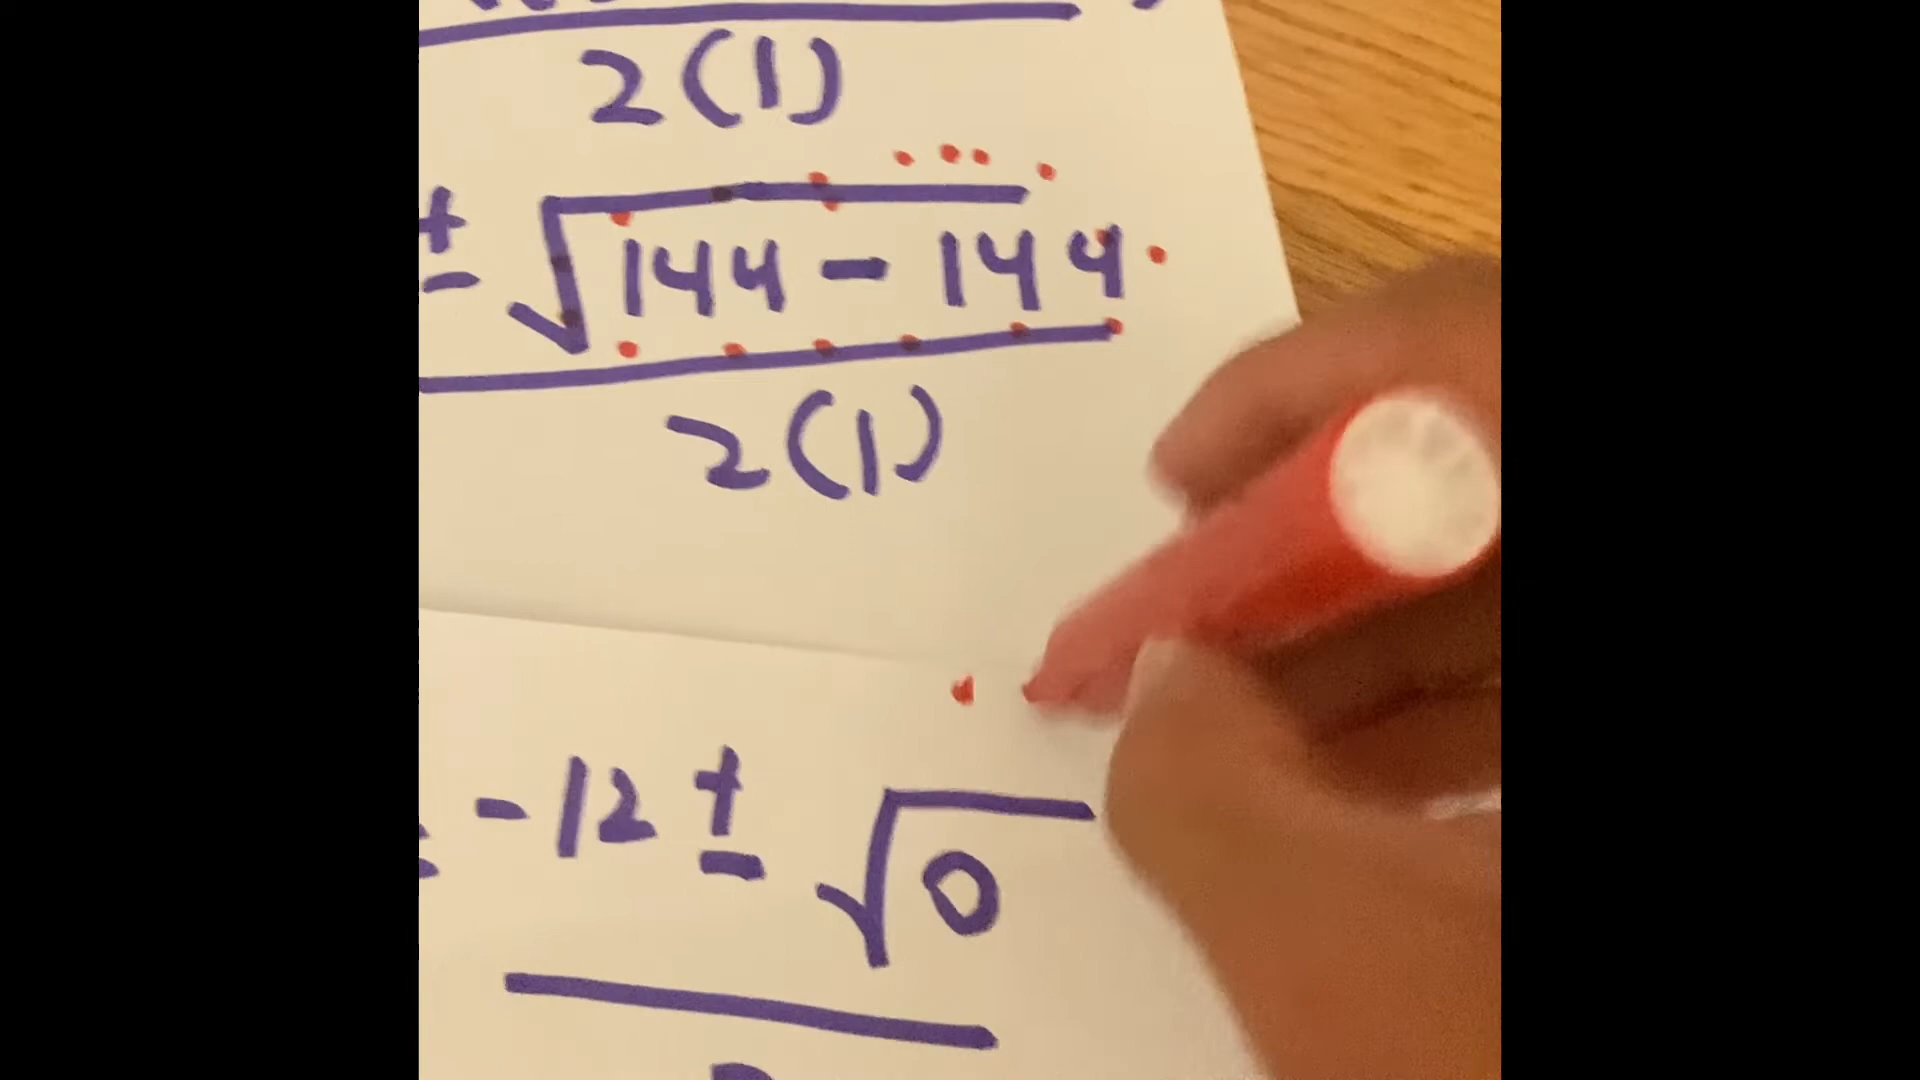 2(1)
± √144 - 144
2(1)
= -12 ± √0